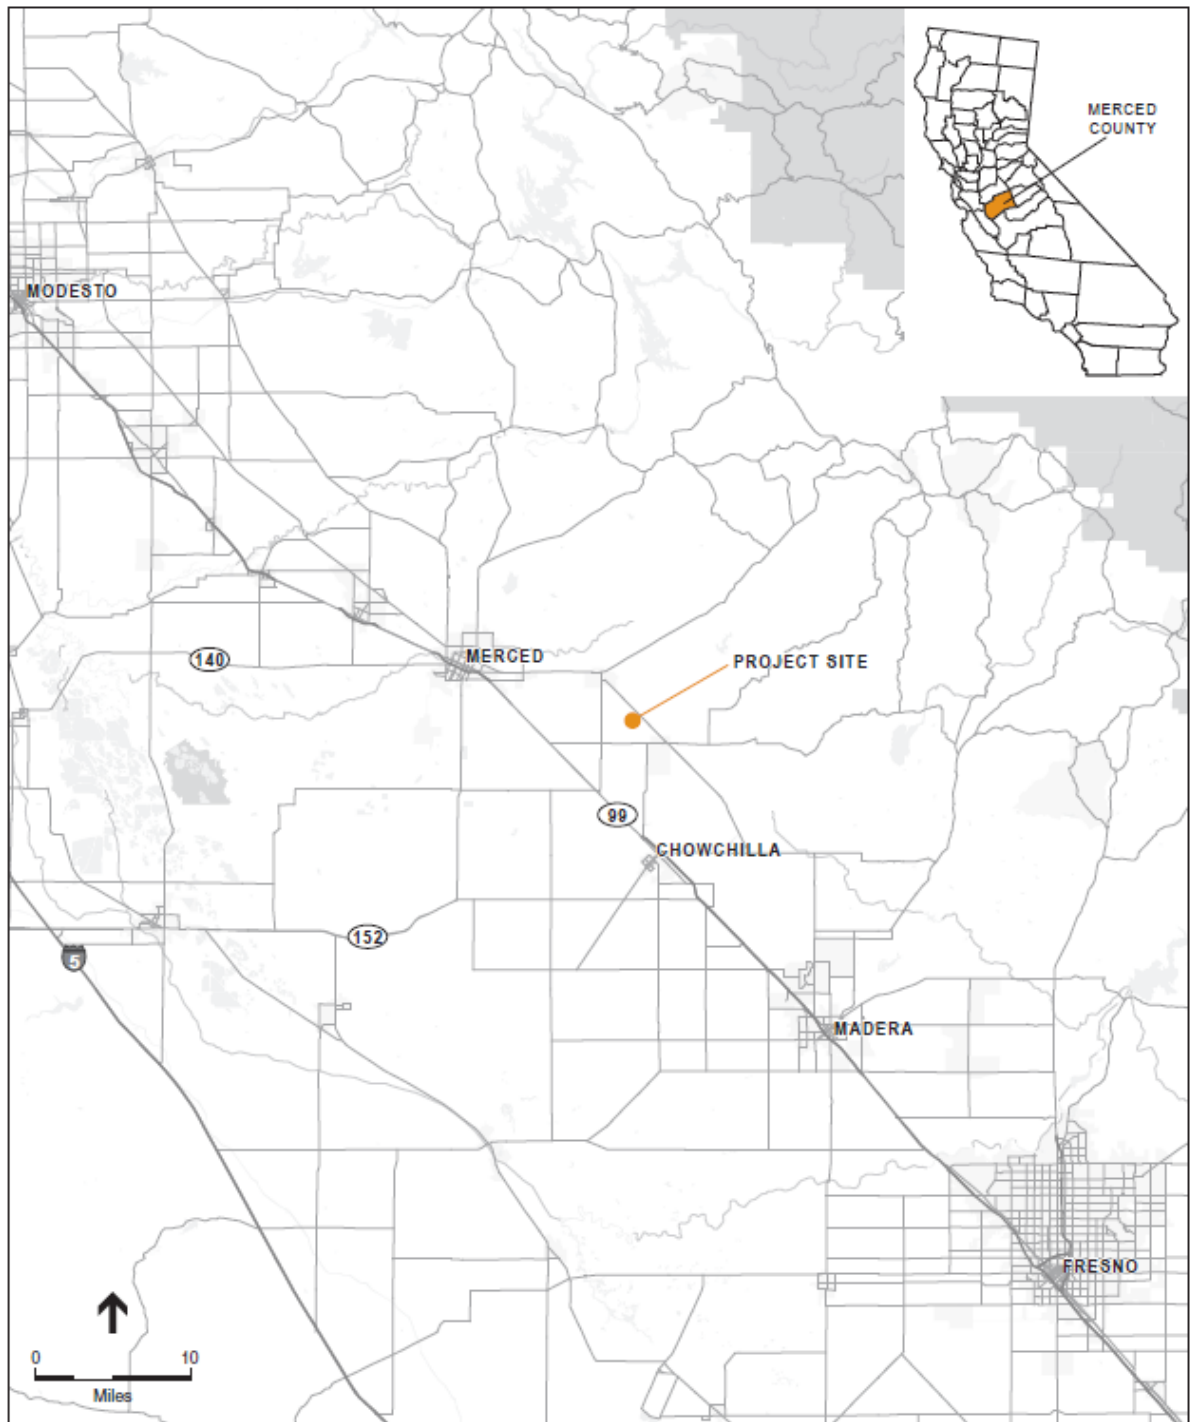 MERCED
COUNTY
MODESTO
140
MERCED
PROJECT SITE
99
CHOWCHILLA
152
5
MADERA
FRESNO
0 10
Miles